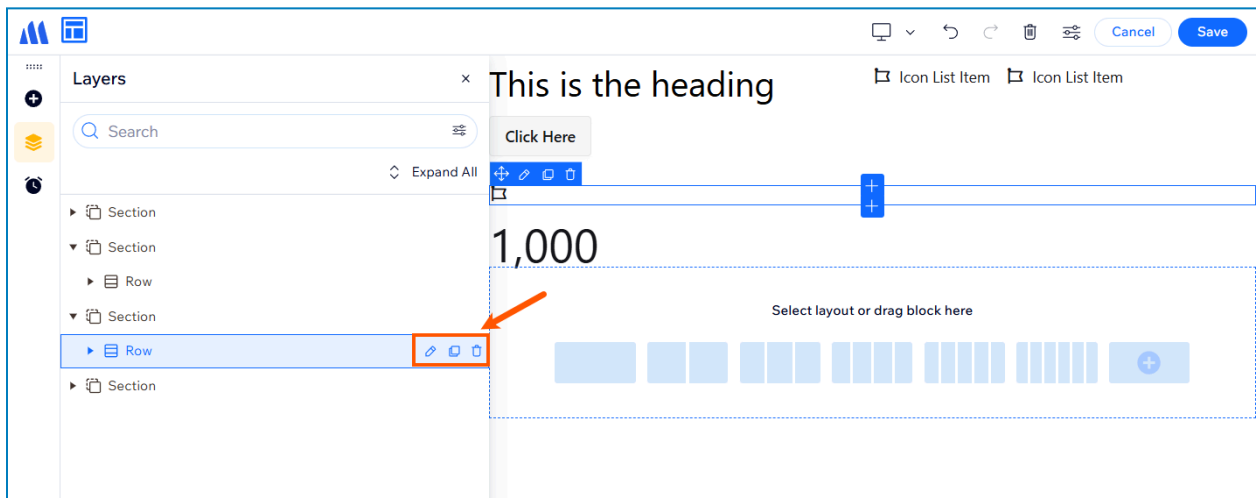 Cancel
Save
Layers
Search
Expand All
Section
Section
Row
Section
Row
Section
This is the heading
Icon List Item
Icon List Item
Click Here
1,000
Select layout or drag block here